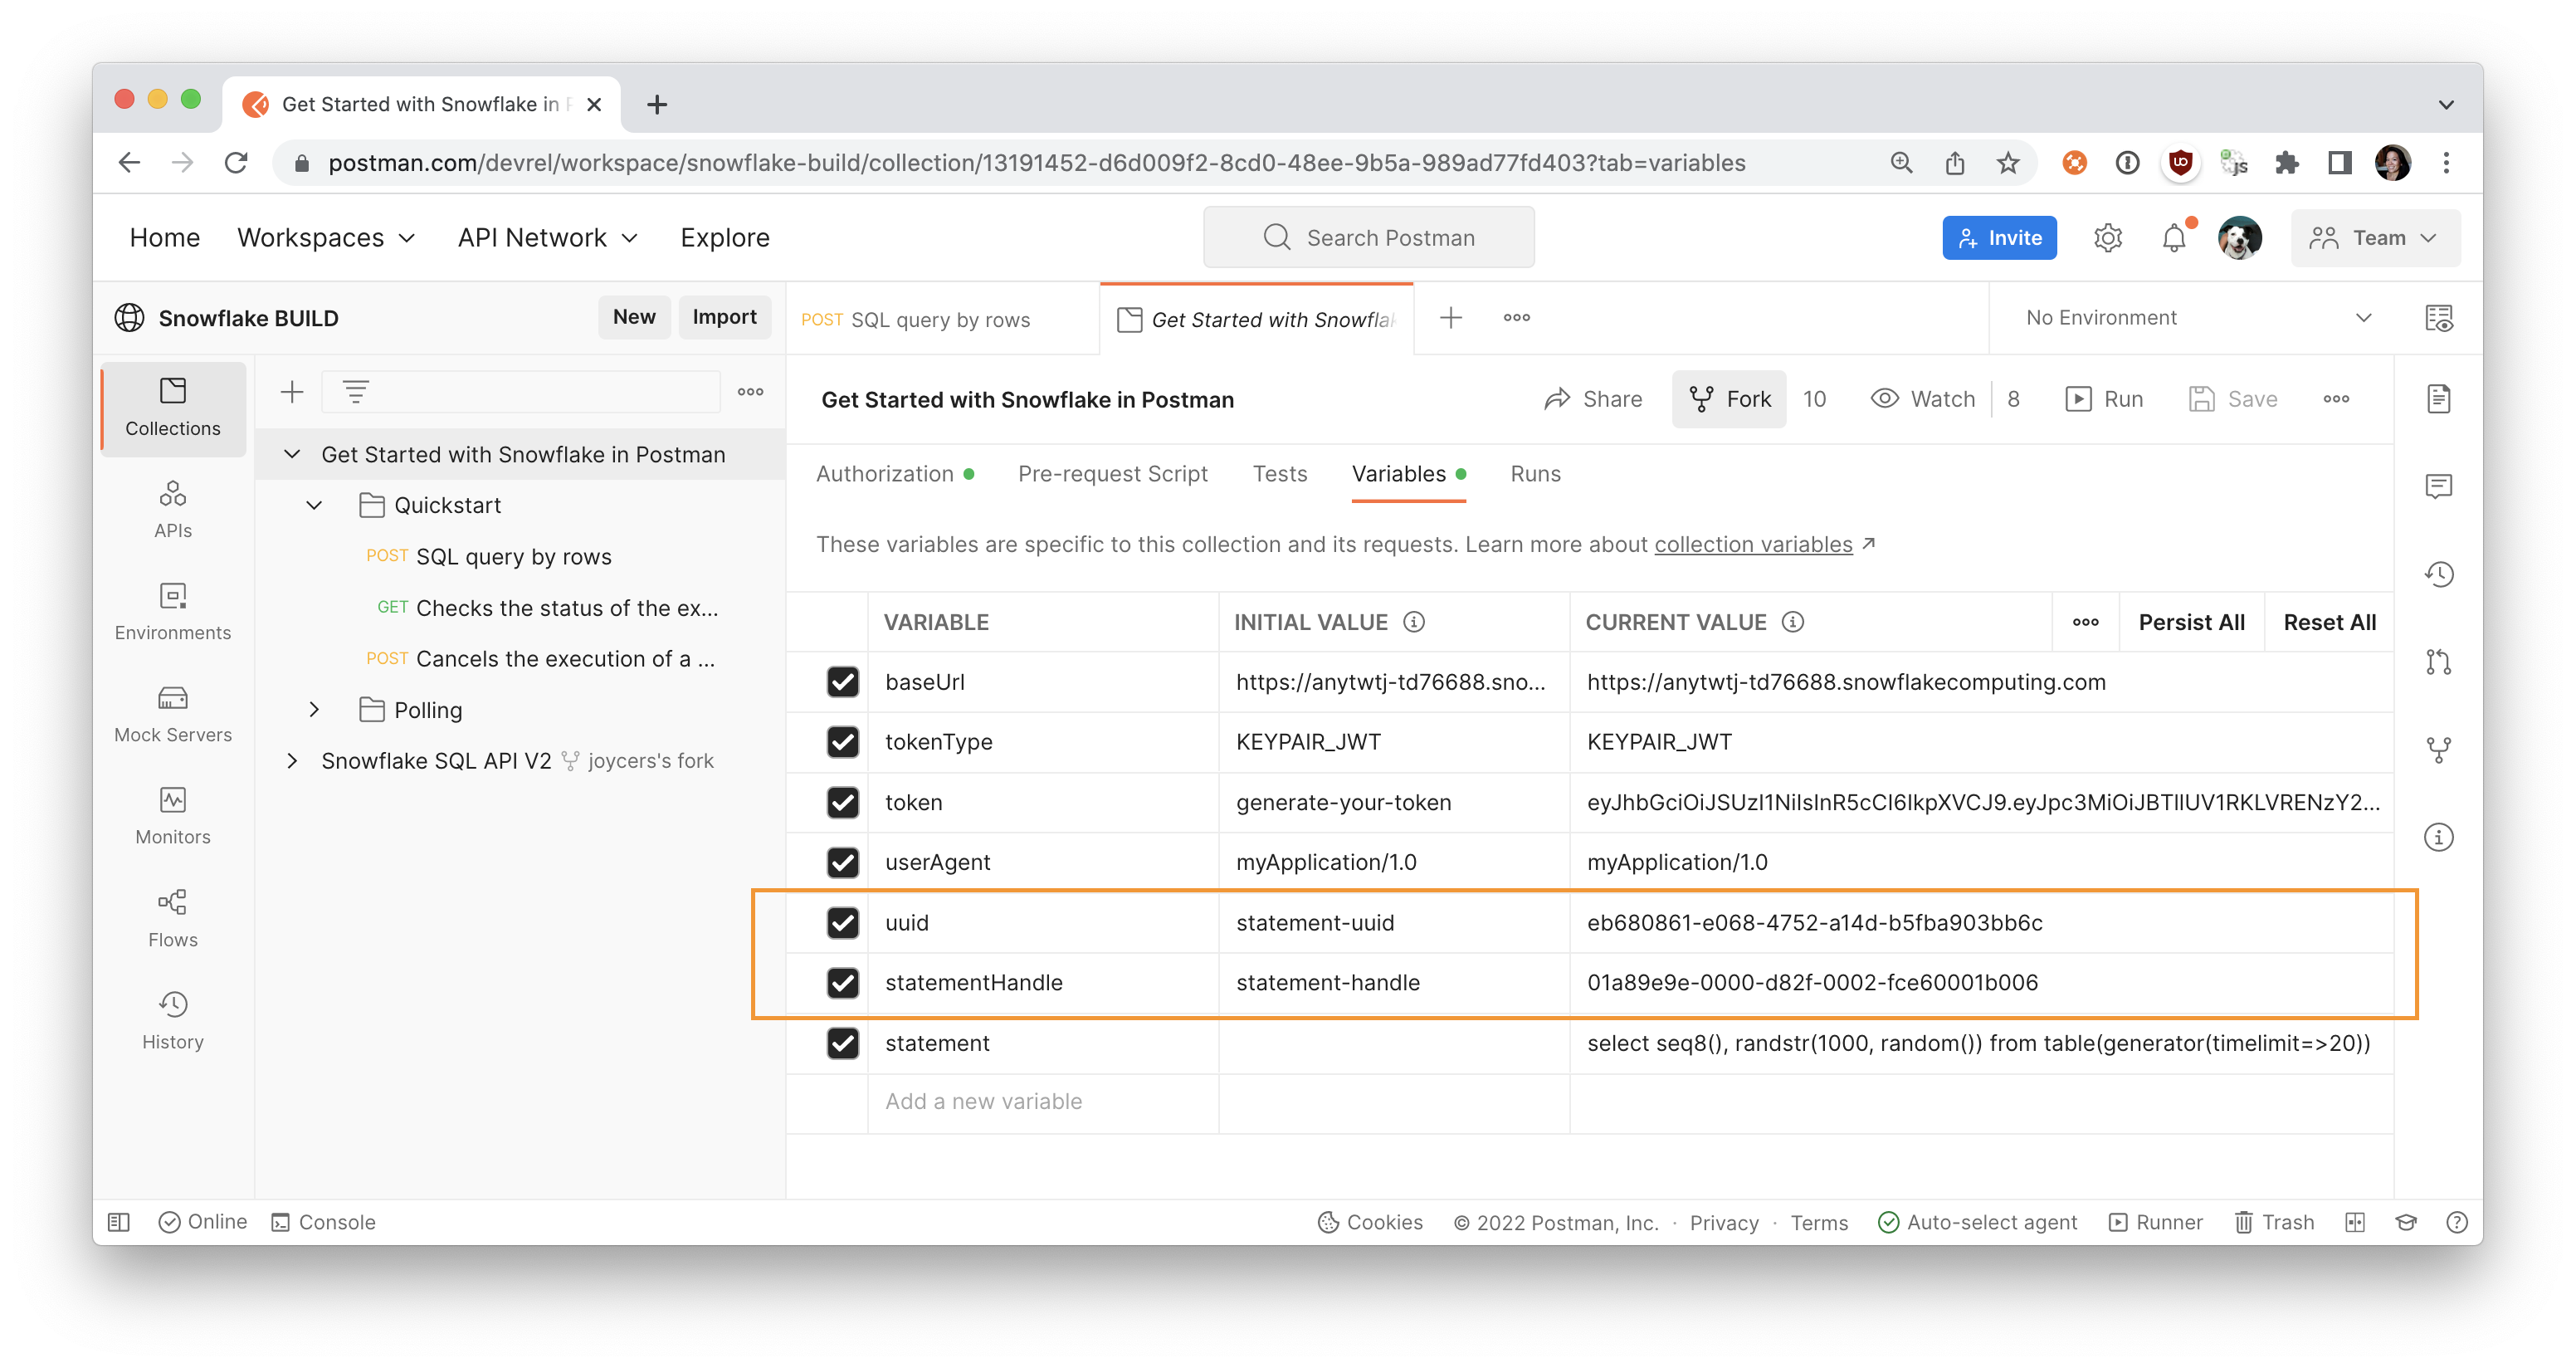 Get Started with Snowflake in
postman.com/devrel/workspace/snowflake-build/collection/13191452-d6d009f2-8cd0-48ee-9b5a-989ad77fd403?tab=variables
Home Workspaces API Network Explore Search Postman Invite Team
Snowflake BUILD New Import POST SQL query by rows Get Started with Snowfla No Environment
Collections
APIs
Environments
Mock Servers
Monitors
Flows
History
Get Started with Snowflake in Postman
Quickstart
POST SQL query by rows
GET Checks the status of the ex...
POST Cancels the execution of a ...
Polling
Snowflake SQL API V2 joycers's fork
Get Started with Snowflake in Postman Share Fork 10 Watch 8 Run Save
Authorization Pre-request Script Tests Variables Runs
These variables are specific to this collection and its requests. Learn more about collection variables ↗
VARIABLE INITIAL VALUE CURRENT VALUE Persist All Reset All
baseUrl https://anytwtj-td76688.sno... https://anytwtj-td76688.snowflakecomputing.com
tokenType KEYPAIR_JWT KEYPAIR_JWT
token generate-your-token eyJhbGciOiJSUzI1NiIsInR5cCI6IkpXVCJ9.eyJpc3MiOiJBTllUV1RKLVRENzY2...
userAgent myApplication/1.0 myApplication/1.0
uuid statement-uuid eb680861-e068-4752-a14d-b5fba903bb6c
statementHandle statement-handle 01a89e9e-0000-d82f-0002-fce60001b006
statement select seq8(), randstr(1000, random()) from table(generator(timelimit=>20))
Add a new variable
Online Console Cookies © 2022 Postman, Inc. · Privacy · Terms Auto-select agent Runner Trash